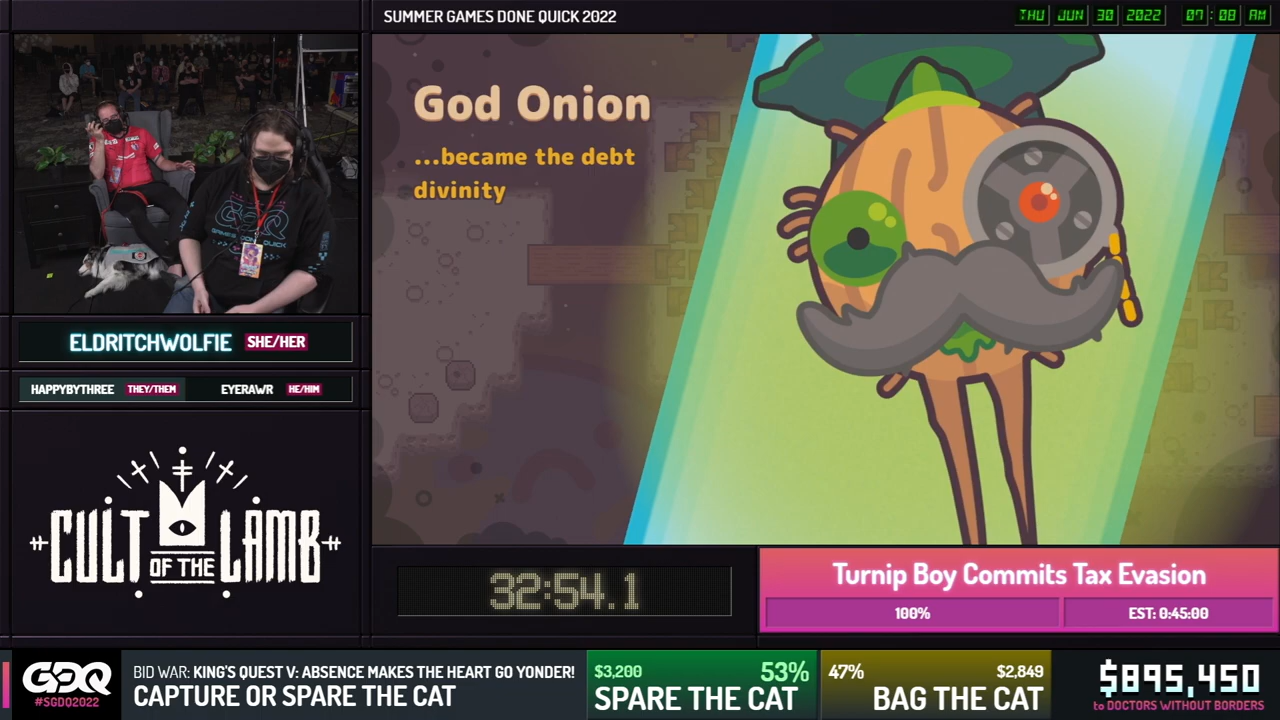 SUMMER GAMES DONE QUICK 2022
THU JUN 30 2022 07:08 AM
God Onion
...became the debt
divinity
GDQ
GAMES DONE QUICK
ELDRITCHWOLFIE SHE/HER
HAPPYBYTHREE THEY/THEM EYERAWR HE/HIM
CULT OF THE LAMB
32:54.1
Turnip Boy Commits Tax Evasion
100% EST: 0:45:00
GDQ
#SGDQ2022
BID WAR: KING'S QUEST V: ABSENCE MAKES THE HEART GO YONDER!
CAPTURE OR SPARE THE CAT
$3,200 53%
SPARE THE CAT
47% $2,849
BAG THE CAT
$895,450
to DOCTORS WITHOUT BORDERS